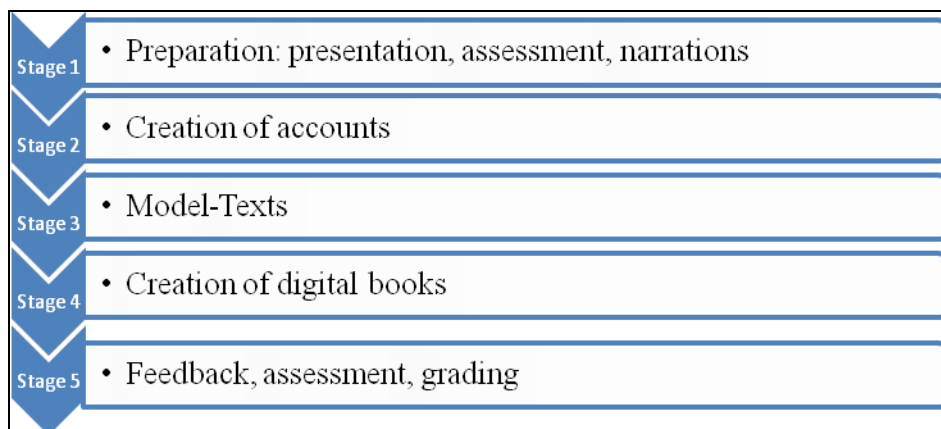 Stage 1
• Preparation: presentation, assessment, narrations
Stage 2
• Creation of accounts
Stage 3
• Model-Texts
Stage 4
• Creation of digital books
Stage 5
• Feedback, assessment, grading